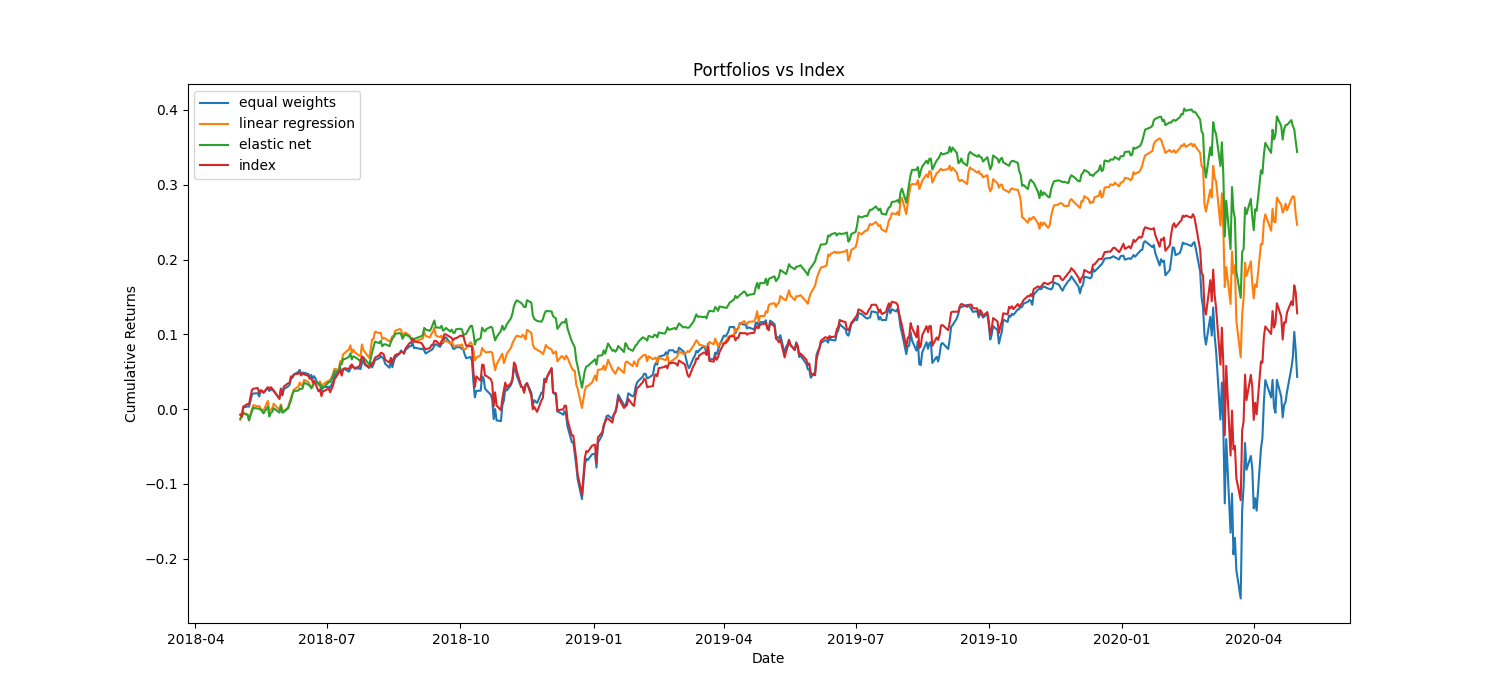 Portfolios vs Index
equal weights
linear regression
elastic net
index
Cumulative Returns
0.4
0.3
0.2
0.1
0.0
−0.1
−0.2
2018-04 2018-07 2018-10 2019-01 2019-04 2019-07 2019-10 2020-01 2020-04
Date